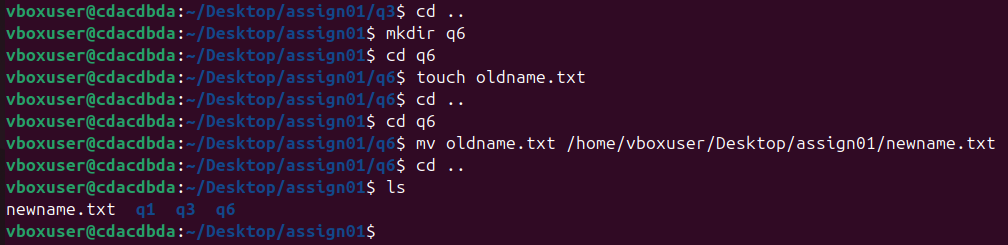 vboxuser@cdacdbda:~/Desktop/assign01/q3$ cd ..
vboxuser@cdacdbda:~/Desktop/assign01$ mkdir q6
vboxuser@cdacdbda:~/Desktop/assign01$ cd q6
vboxuser@cdacdbda:~/Desktop/assign01/q6$ touch oldname.txt
vboxuser@cdacdbda:~/Desktop/assign01/q6$ cd ..
vboxuser@cdacdbda:~/Desktop/assign01$ cd q6
vboxuser@cdacdbda:~/Desktop/assign01/q6$ mv oldname.txt /home/vboxuser/Desktop/assign01/newname.txt
vboxuser@cdacdbda:~/Desktop/assign01/q6$ cd ..
vboxuser@cdacdbda:~/Desktop/assign01$ ls
newname.txt  q1  q3  q6
vboxuser@cdacdbda:~/Desktop/assign01$